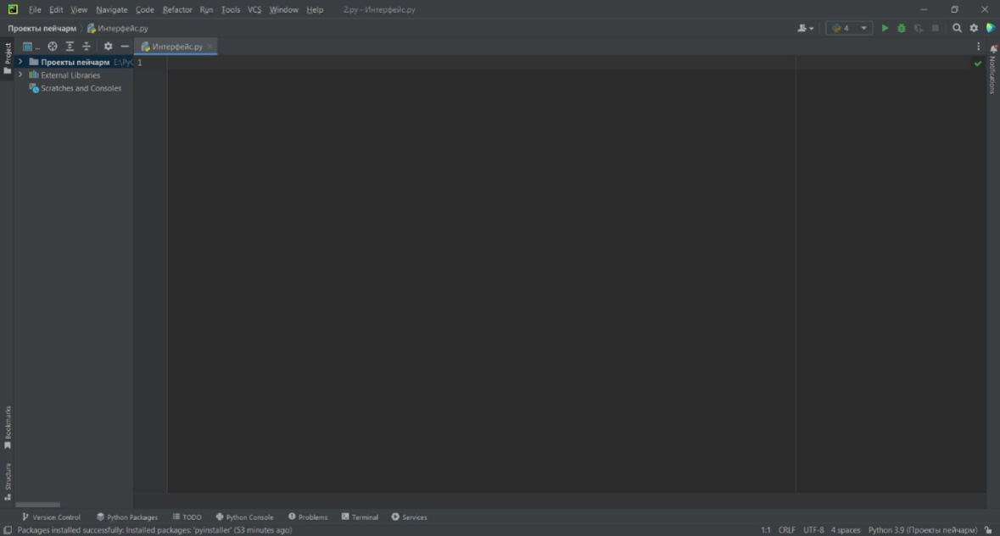 File Edit View Navigate Code Refactor Run Tools VCS Window Help 2.py - Интерфейс.py
Проекты пейчарм Интерфейс.py 4
Project ... Интерфейс.py
Проекты пейчарм E:\PyC 1
External Libraries
Scratches and Consoles
Notifications
Bookmarks
Structure
Version Control Python Packages TODO Python Console Problems Terminal Services
Packages installed successfully: Installed packages: 'pyinstaller' (53 minutes ago) 1:1 CRLF UTF-8 4 spaces Python 3.9 (Проекты пейчарм)